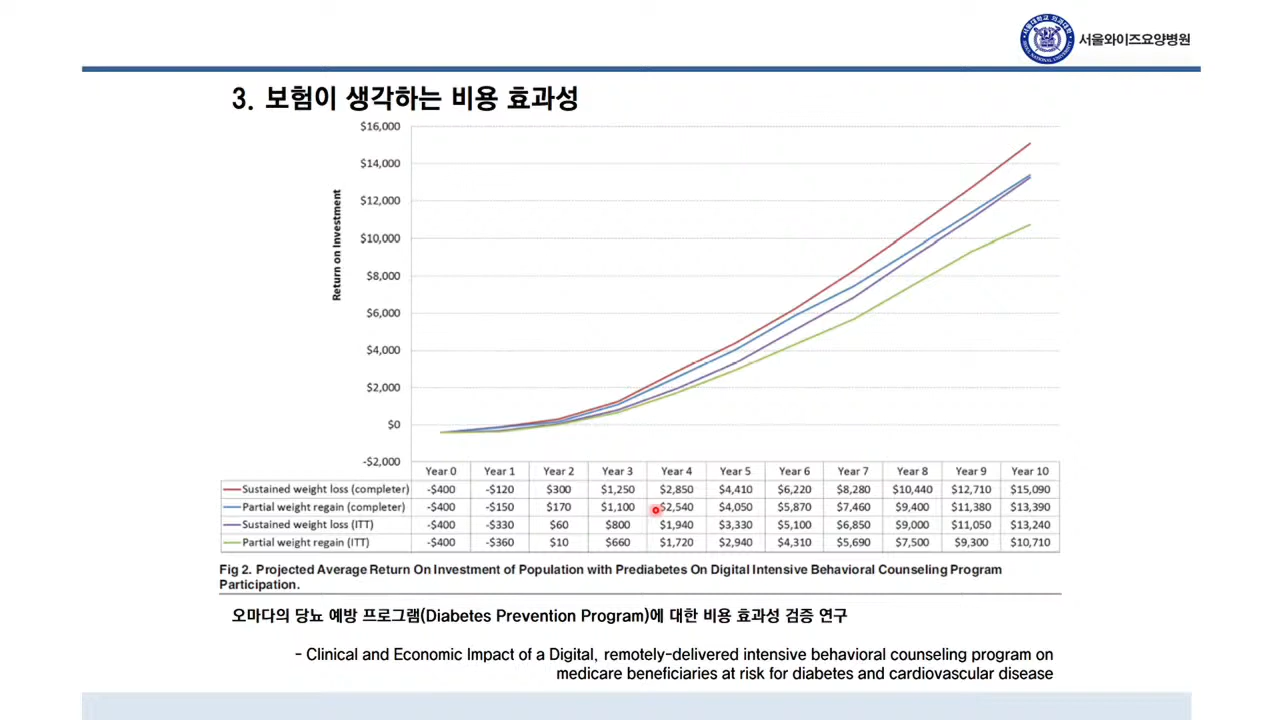 서울와이즈요양병원
3. 보험이 생각하는 비용 효과성
$16,000
$14,000
$12,000
$10,000
$8,000
$6,000
$4,000
$2,000
$0
-$2,000
Return on Investment
Year 0 Year 1 Year 2 Year 3 Year 4 Year 5 Year 6 Year 7 Year 8 Year 9 Year 10
Sustained weight loss (completer) -$400 -$120 $300 $1,250 $2,850 $4,410 $6,220 $8,280 $10,440 $12,710 $15,090
Partial weight regain (completer) -$400 -$150 $170 $1,100 $2,540 $4,050 $5,870 $7,460 $9,400 $11,380 $13,390
Sustained weight loss (ITT) -$400 -$330 $60 $800 $1,940 $3,330 $5,100 $6,850 $9,000 $11,050 $13,240
Partial weight regain (ITT) -$400 -$360 $10 $660 $1,720 $2,940 $4,310 $5,690 $7,500 $9,300 $10,710
Fig 2. Projected Average Return On Investment of Population with Prediabetes On Digital Intensive Behavioral Counseling Program
Participation.
오마다의 당뇨 예방 프로그램(Diabetes Prevention Program)에 대한 비용 효과성 검증 연구
- Clinical and Economic Impact of a Digital, remotely-delivered intensive behavioral counseling program on
medicare beneficiaries at risk for diabetes and cardiovascular disease